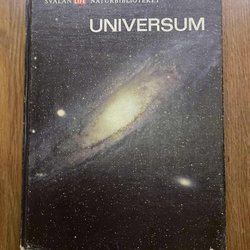 SVALAN LIFE NATURBIBLIOTEKET
UNIVERSUM